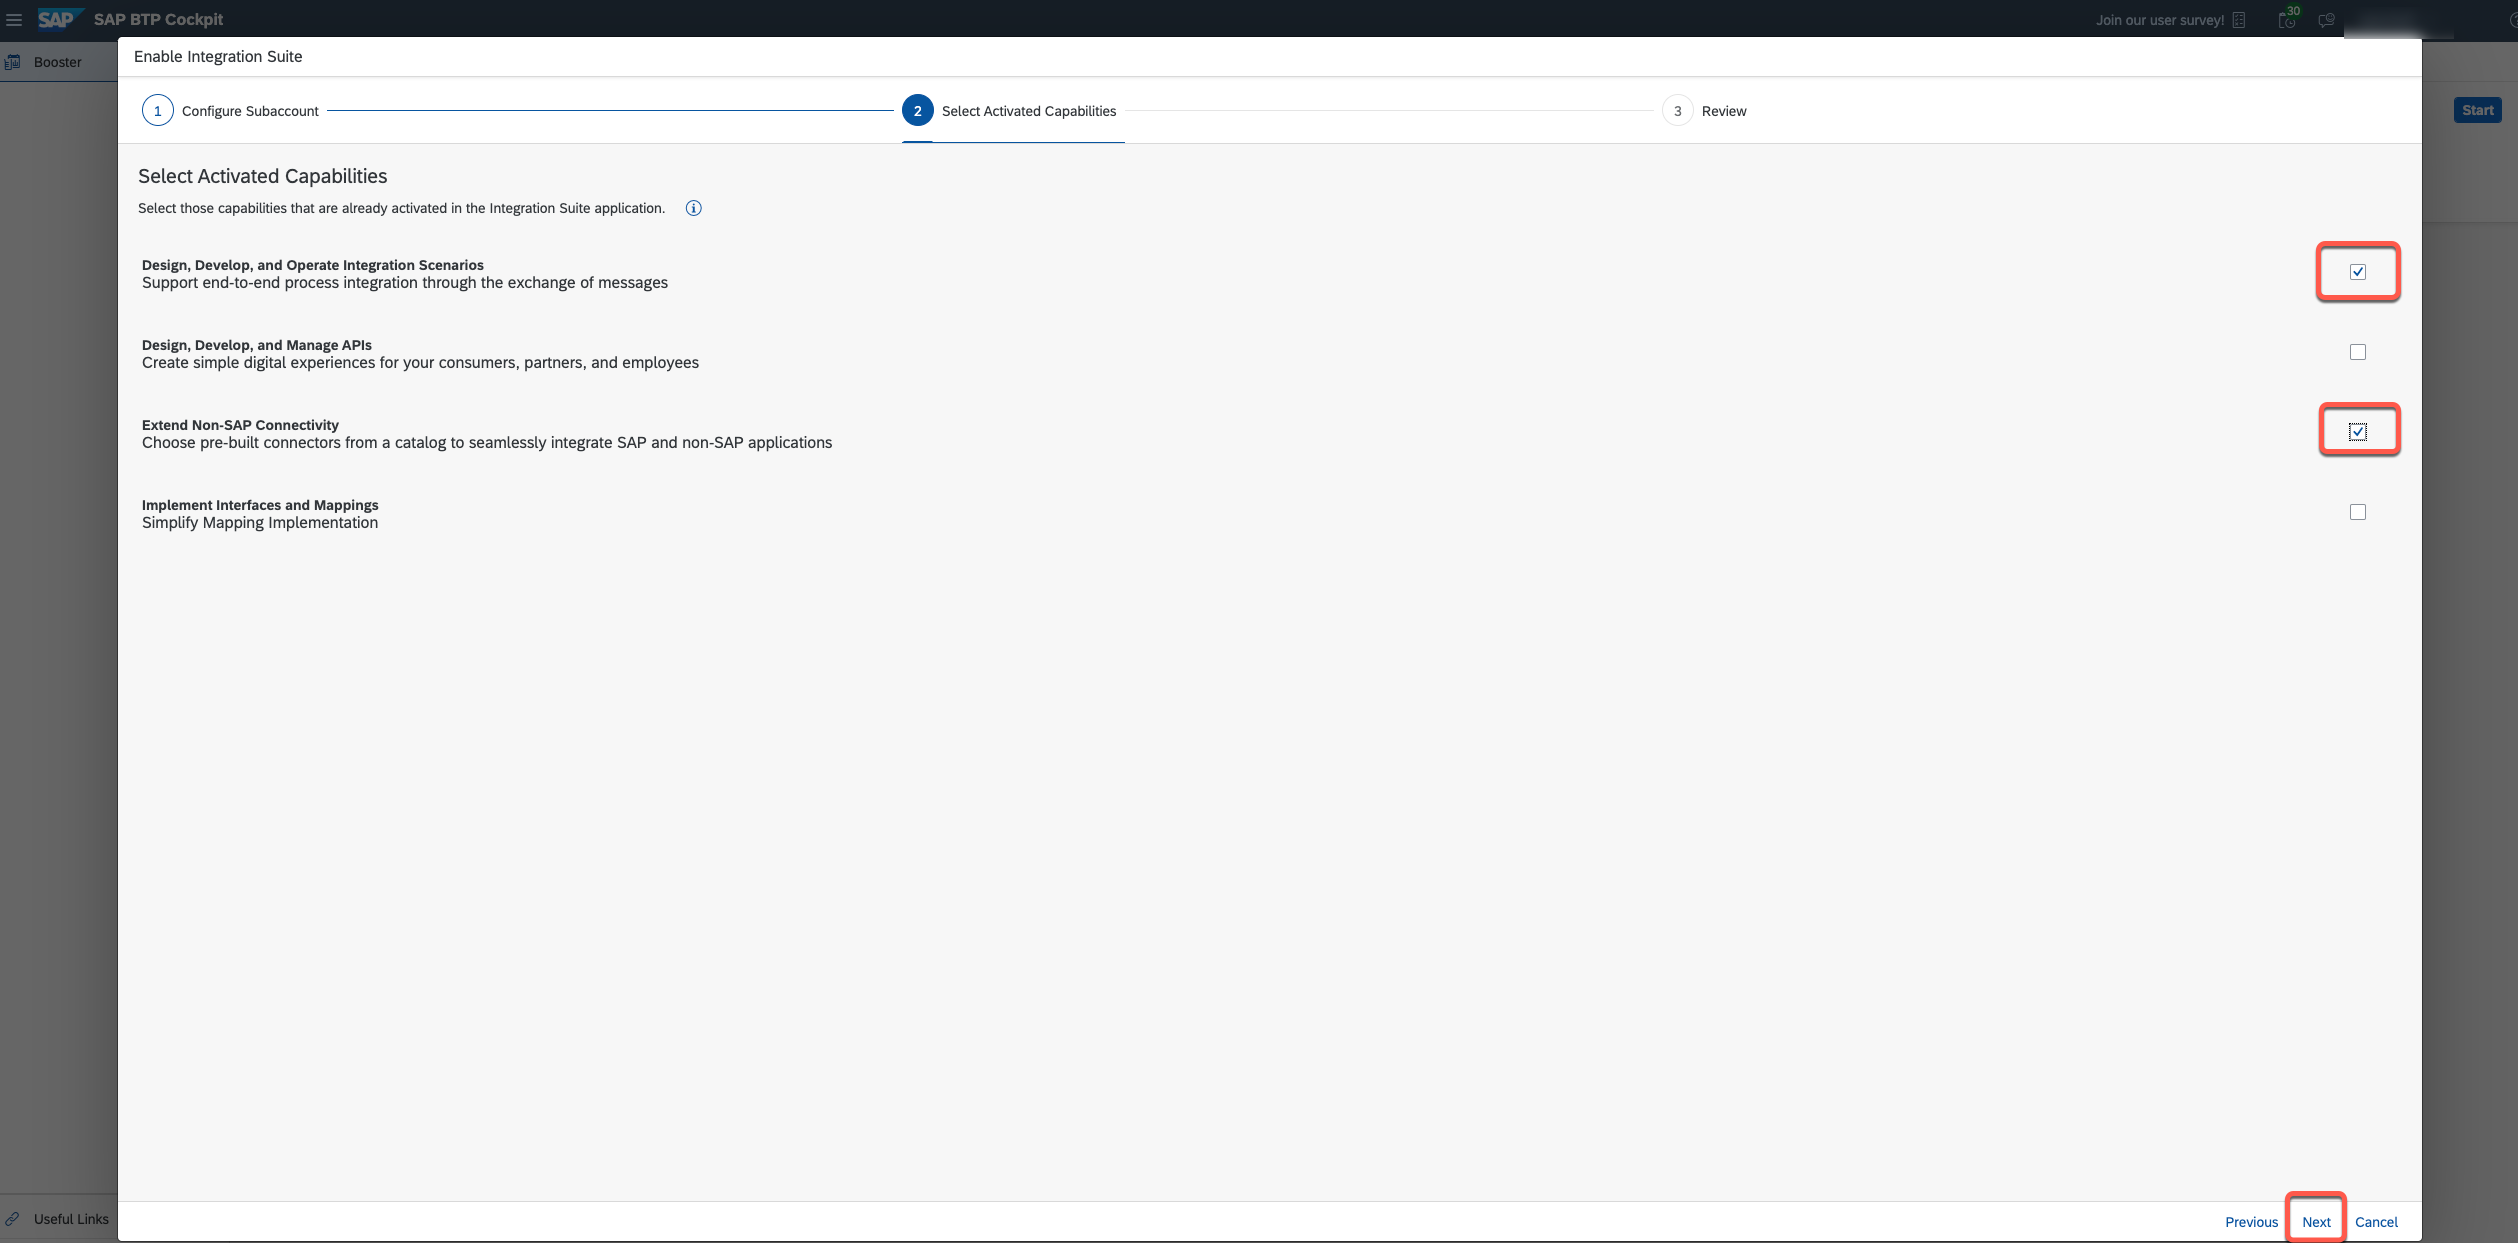 SAP SAP BTP Cockpit
Join our user survey!
30
Booster
Enable Integration Suite
1 Configure Subaccount
2 Select Activated Capabilities
3 Review
Start
Select Activated Capabilities
Select those capabilities that are already activated in the Integration Suite application.
Design, Develop, and Operate Integration Scenarios
Support end-to-end process integration through the exchange of messages
Design, Develop, and Manage APIs
Create simple digital experiences for your consumers, partners, and employees
Extend Non-SAP Connectivity
Choose pre-built connectors from a catalog to seamlessly integrate SAP and non-SAP applications
Implement Interfaces and Mappings
Simplify Mapping Implementation
Useful Links
Previous Next Cancel